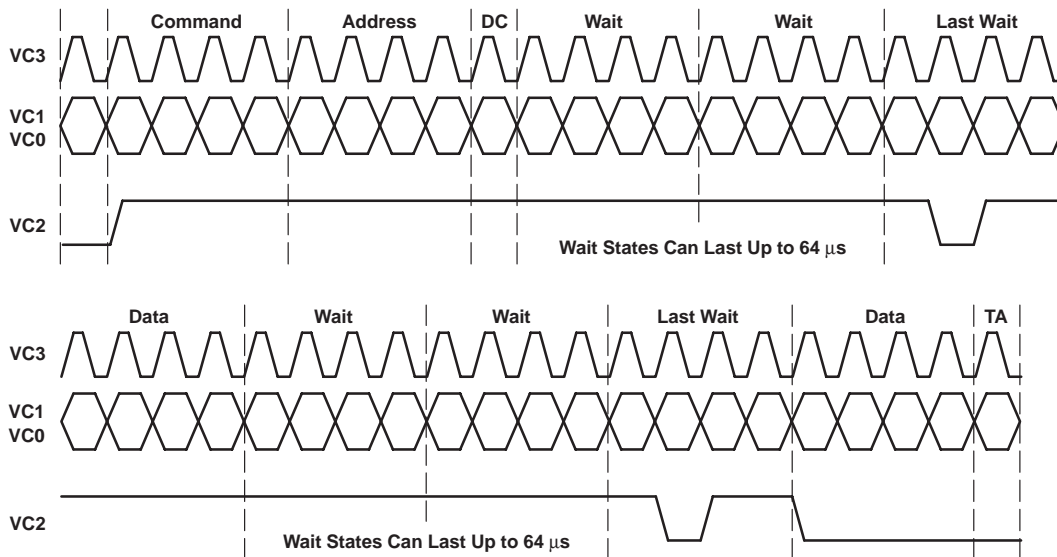 Command Address DC Wait Wait Last Wait
VC3
VC1
VC0
VC2
Wait States Can Last Up to 64 μs
Data Wait Wait Last Wait Data TA
VC3
VC1
VC0
VC2
Wait States Can Last Up to 64 μs